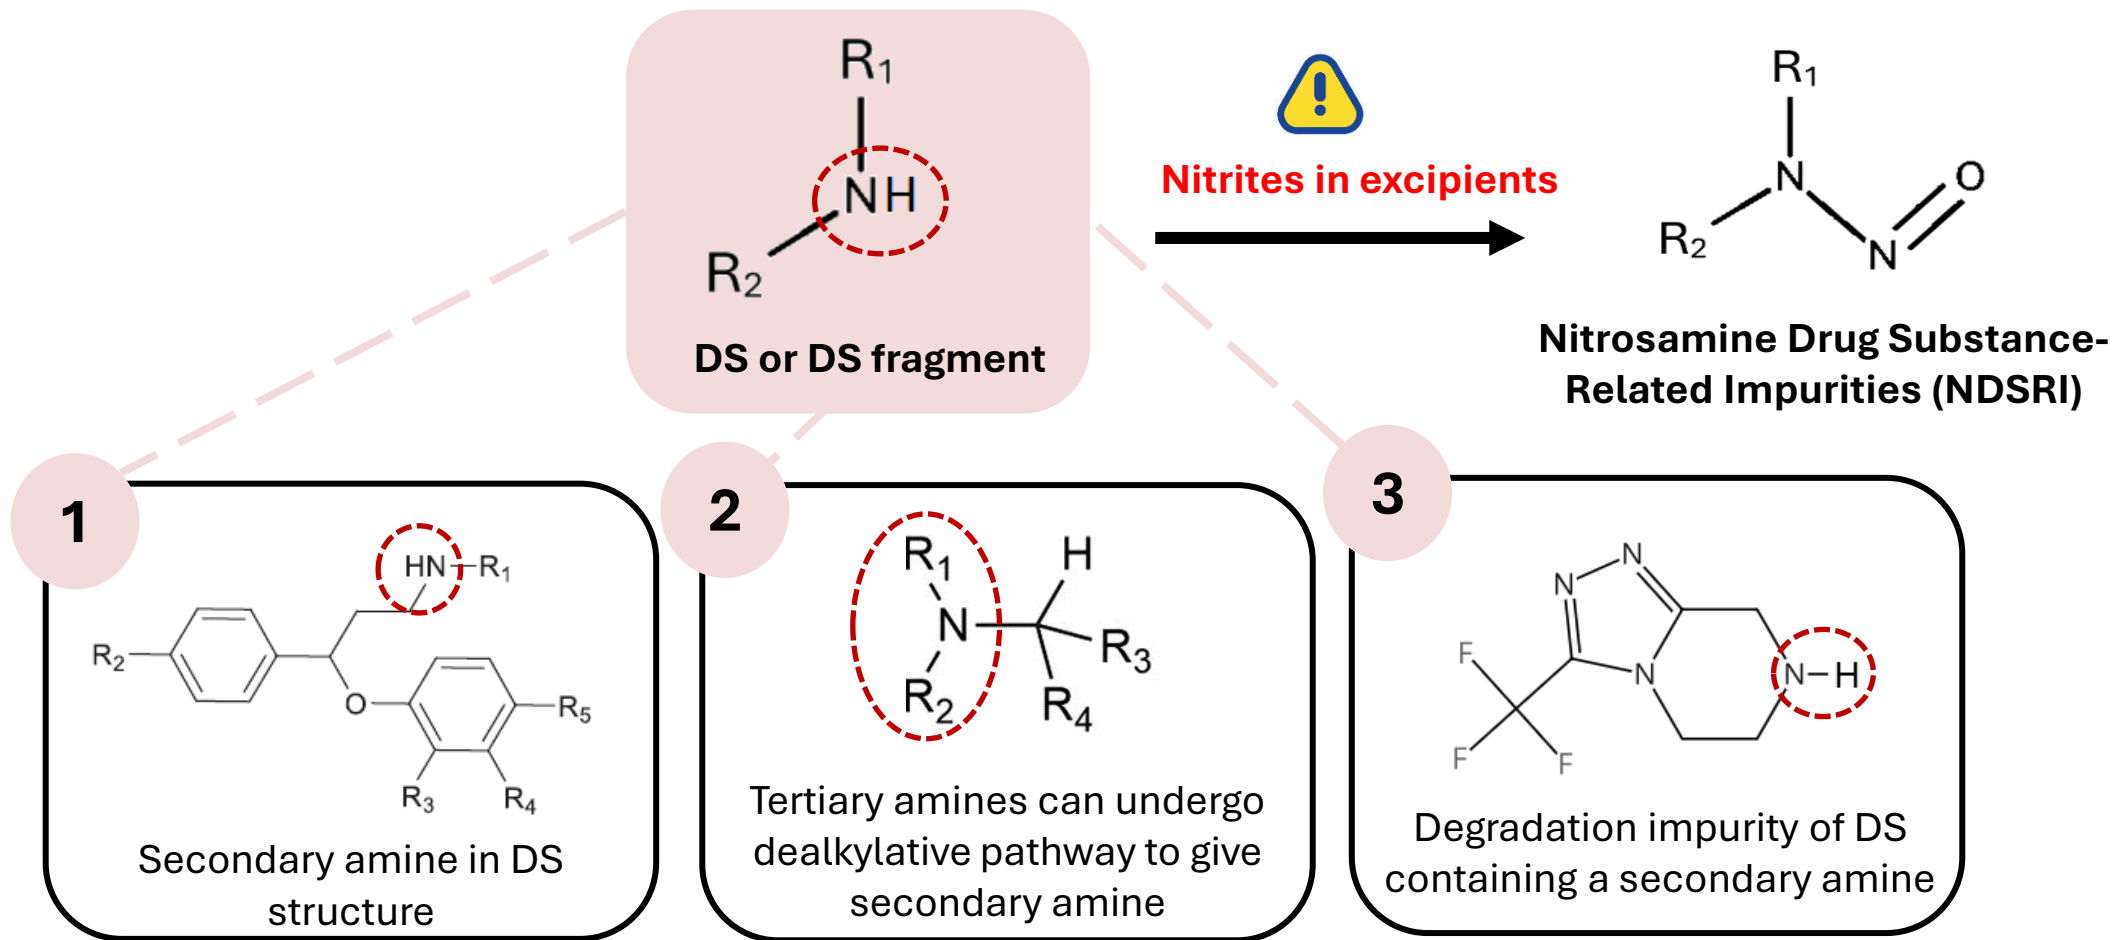 R1
NH
R2
DS or DS fragment
Nitrites in excipients
R1
N
O
R2
N
Nitrosamine Drug Substance-
Related Impurities (NDSRI)
1
HN R1
R2
O
R5
R3
R4
Secondary amine in DS
structure
2
R1
H
N
R3
R2
R4
Tertiary amines can undergo
dealkylative pathway to give
secondary amine
3
N
N
F
N
N H
F
F
Degradation impurity of DS
containing a secondary amine